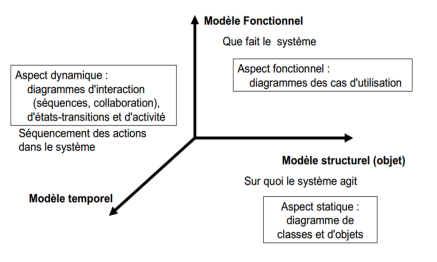 Modèle Fonctionnel
Que fait le système
Aspect fonctionnel :
diagrammes des cas d'utilisation
Aspect dynamique :
diagrammes d'interaction
(séquences, collaboration),
d'états-transitions et d'activité
Séquencement des actions
dans le système
Modèle structurel (objet)
Sur quoi le système agit
Modèle temporel
Aspect statique :
diagramme de
classes et d'objets